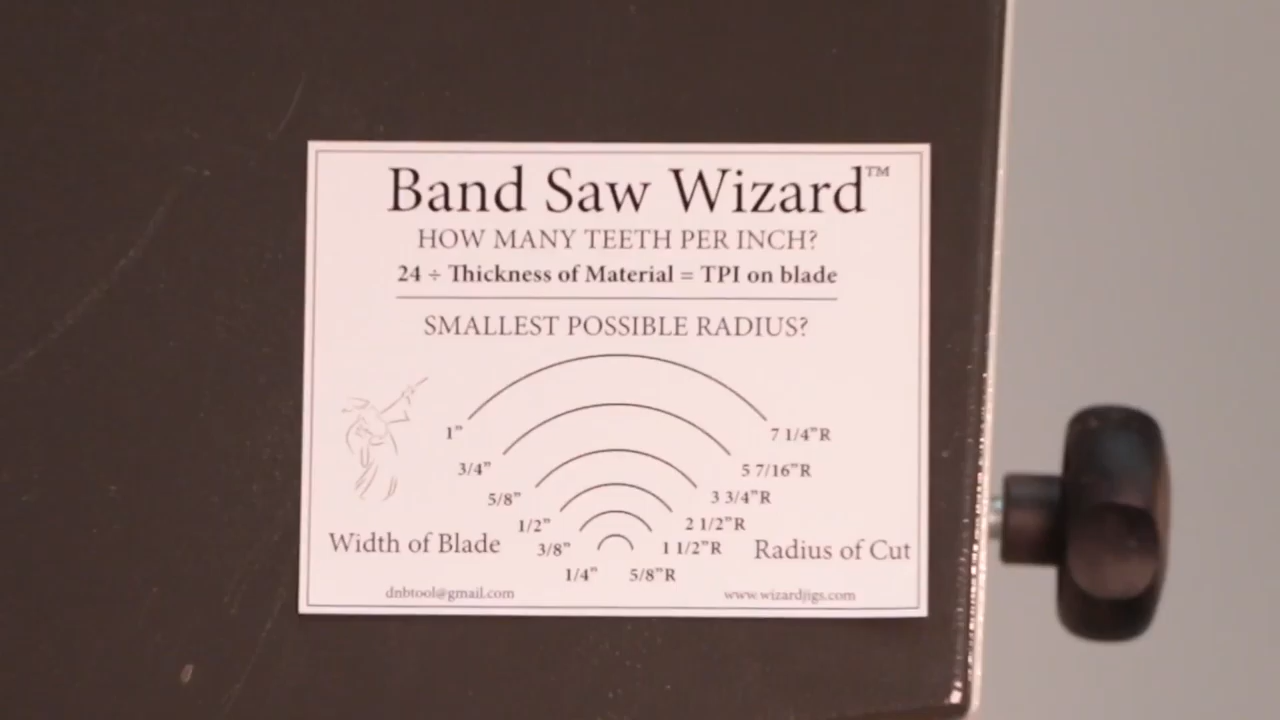 Band Saw Wizard™
HOW MANY TEETH PER INCH?
24 ÷ Thickness of Material = TPI on blade
SMALLEST POSSIBLE RADIUS?
1” 7 1/4”R
3/4” 5 7/16”R
5/8” 3 3/4”R
1/2” 2 1/2”R
Width of Blade 3/8” 1 1/2”R Radius of Cut
1/4” 5/8”R
dnbtool@gmail.com www.wizardjigs.com